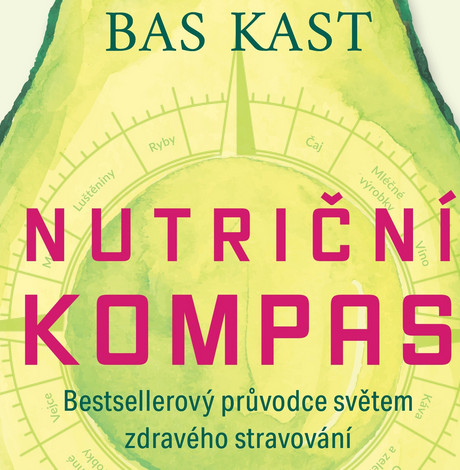 BAS KAST
Ryby
Čaj
Luštěniny
Mléčné
výrobky
Víno
NUTRIČNÍ
KOMPAS
Vejce
Káva
Bestsellerový průvodce světem
zdravého stravování